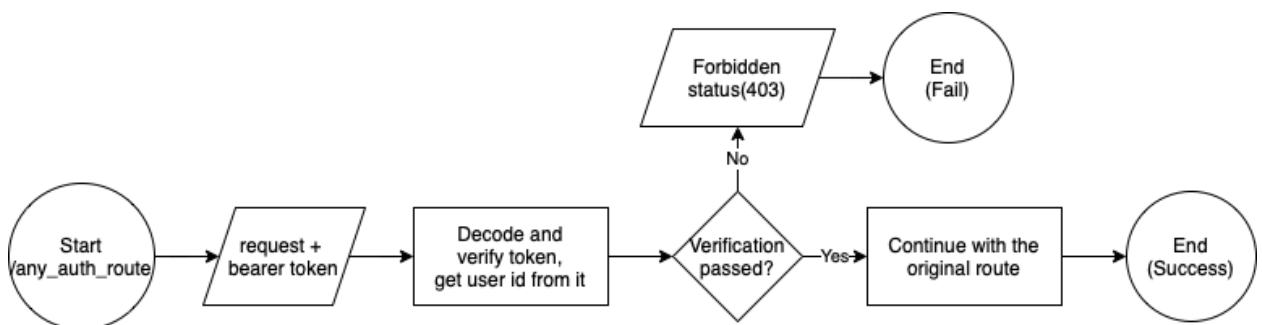 Forbidden
status(403)
End
(Fail)
No
Start
/any_auth_route
request +
bearer token
Decode and
verify token,
get user id from it
Verification
passed?
Yes
Continue with the
original route
End
(Success)